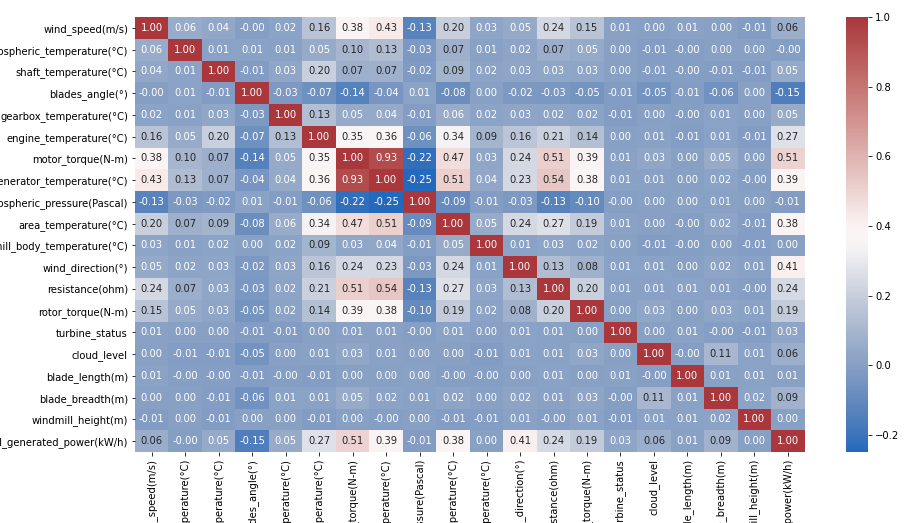 wind_speed(m/s) 1.00 0.06 0.04 -0.00 0.02 0.16 0.38 0.43 -0.13 0.20 0.03 0.05 0.24 0.15 0.01 0.00 0.01 0.00 -0.01 0.06
ospheric_temperature(°C) 0.06 1.00 0.01 0.01 0.01 0.05 0.10 0.13 -0.03 0.07 0.01 0.02 0.07 0.05 0.00 -0.01 -0.00 0.00 0.00 -0.00
shaft_temperature(°C) 0.04 0.01 1.00 -0.01 0.03 0.20 0.07 0.07 -0.02 0.09 0.02 0.03 0.03 0.03 0.00 -0.01 0.01 -0.01 -0.01 0.05
blades_angle(°) -0.00 0.01 -0.01 1.00 -0.03 -0.07 -0.14 -0.04 0.01 -0.08 0.00 -0.02 -0.03 -0.05 -0.01 -0.05 -0.01 -0.06 0.00 -0.15
gearbox_temperature(°C) 0.02 0.01 0.03 -0.03 1.00 0.13 0.05 0.04 -0.01 0.06 0.02 0.03 0.02 0.02 -0.01 0.00 -0.00 0.01 0.00 0.05
engine_temperature(°C) 0.16 0.05 0.20 -0.07 0.13 1.00 0.35 0.36 -0.06 0.34 0.09 0.16 0.21 0.14 0.00 0.01 -0.01 0.01 -0.01 0.27
motor_torque(N-m) 0.38 0.10 0.07 -0.14 0.05 0.35 1.00 0.93 -0.22 0.47 0.03 0.24 0.51 0.39 0.01 0.03 0.00 0.05 0.00 0.51
enerator_temperature(°C) 0.43 0.13 0.07 -0.04 0.04 0.36 0.93 1.00 -0.25 0.51 0.04 0.23 0.54 0.38 0.01 0.01 0.00 0.02 -0.00 0.39
ospheric_pressure(Pascal) -0.13 -0.03 -0.02 0.01 -0.01 -0.06 -0.22 -0.25 1.00 -0.09 -0.01 -0.03 -0.13 -0.10 -0.00 0.00 0.00 0.01 0.00 -0.01
area_temperature(°C) 0.20 0.07 0.09 -0.08 0.06 0.34 0.47 0.51 -0.09 1.00 0.05 0.24 0.27 0.19 0.01 0.00 -0.00 0.02 -0.01 0.38
ill_body_temperature(°C) 0.03 0.01 0.02 0.00 0.02 0.09 0.03 0.04 -0.01 0.05 1.00 0.01 0.03 0.02 0.00 -0.01 0.00 0.00 -0.01 0.00
wind_direction(°) 0.05 0.02 0.03 -0.02 0.03 0.16 0.24 0.23 -0.03 0.24 0.01 1.00 0.13 0.08 0.01 0.01 0.00 0.02 0.01 0.41
resistance(ohm) 0.24 0.07 0.03 -0.03 0.02 0.21 0.51 0.54 -0.13 0.27 0.03 0.13 1.00 0.20 0.01 0.01 0.00 0.01 -0.00 0.24
rotor_torque(N-m) 0.15 0.05 0.03 -0.05 0.02 0.14 0.39 0.38 -0.10 0.19 0.02 0.08 0.20 1.00 0.00 0.03 0.00 0.02 0.01 0.19
turbine_status 0.01 0.00 0.00 -0.01 -0.01 0.00 0.01 0.01 -0.00 0.01 0.00 0.01 0.01 0.00 1.00 0.00 0.01 -0.00 -0.01 0.03
cloud_level 0.00 -0.01 -0.01 -0.05 0.00 0.01 0.03 0.01 0.00 0.00 -0.01 0.01 0.01 0.03 0.00 1.00 -0.00 0.11 0.01 0.06
blade_length(m) 0.01 -0.00 0.01 -0.01 -0.00 -0.01 0.00 0.00 0.00 -0.00 0.00 0.00 0.00 0.00 0.01 -0.00 1.00 0.01 0.01 0.01
blade_breadth(m) 0.00 0.00 -0.01 -0.06 0.01 0.01 0.05 0.02 0.01 0.02 0.00 0.02 0.01 0.02 -0.00 0.11 0.01 1.00 0.02 0.09
windmill_height(m) -0.01 0.00 -0.01 0.00 0.00 -0.01 0.00 -0.00 0.00 -0.01 -0.01 0.01 -0.00 0.01 -0.01 0.01 0.01 0.02 1.00 0.00
l_generated_power(kW/h) 0.06 -0.00 0.05 -0.15 0.05 0.27 0.51 0.39 -0.01 0.38 0.00 0.41 0.24 0.19 0.03 0.06 0.01 0.09 0.00 1.00
_speed(m/s)
perature(°C)
perature(°C)
des_angle(°)
perature(°C)
perature(°C)
_torque(N-m)
perature(°C)
ssure(Pascal)
perature(°C)
perature(°C)
_direction(°)
stance(ohm)
_torque(N-m)
rbine_status
cloud_level
le_length(m)
_breadth(m)
ill_height(m)
power(kW/h)
1.0
0.8
0.6
0.4
0.2
0.0
−0.2